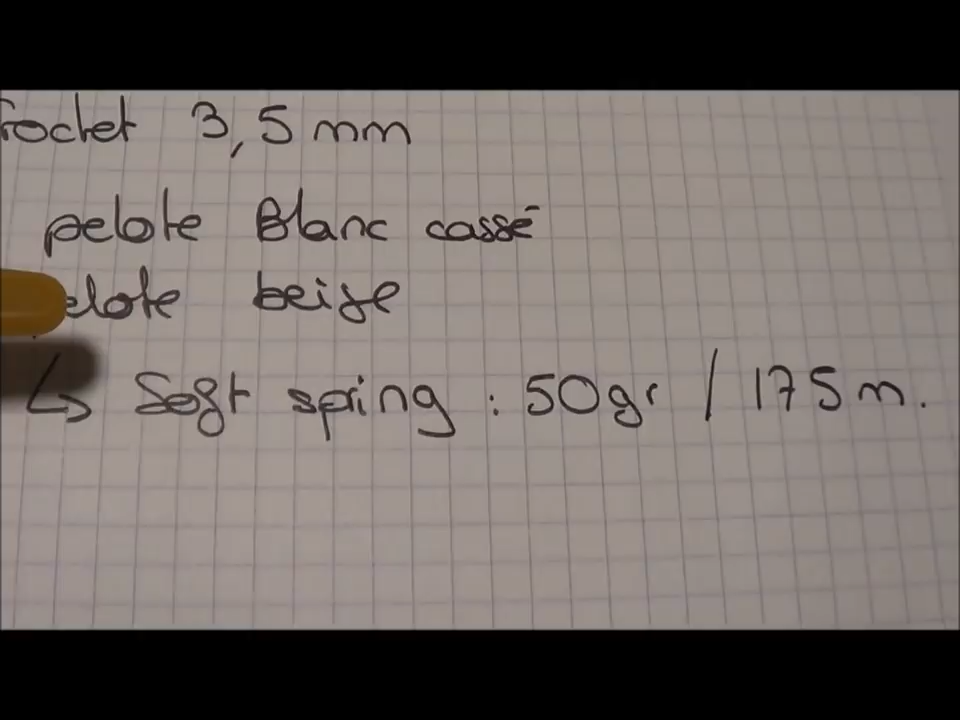 rochet 3,5 mm
pelote Blanc cassé
elote beige
↳ Soft spring : 50gr / 175 m.